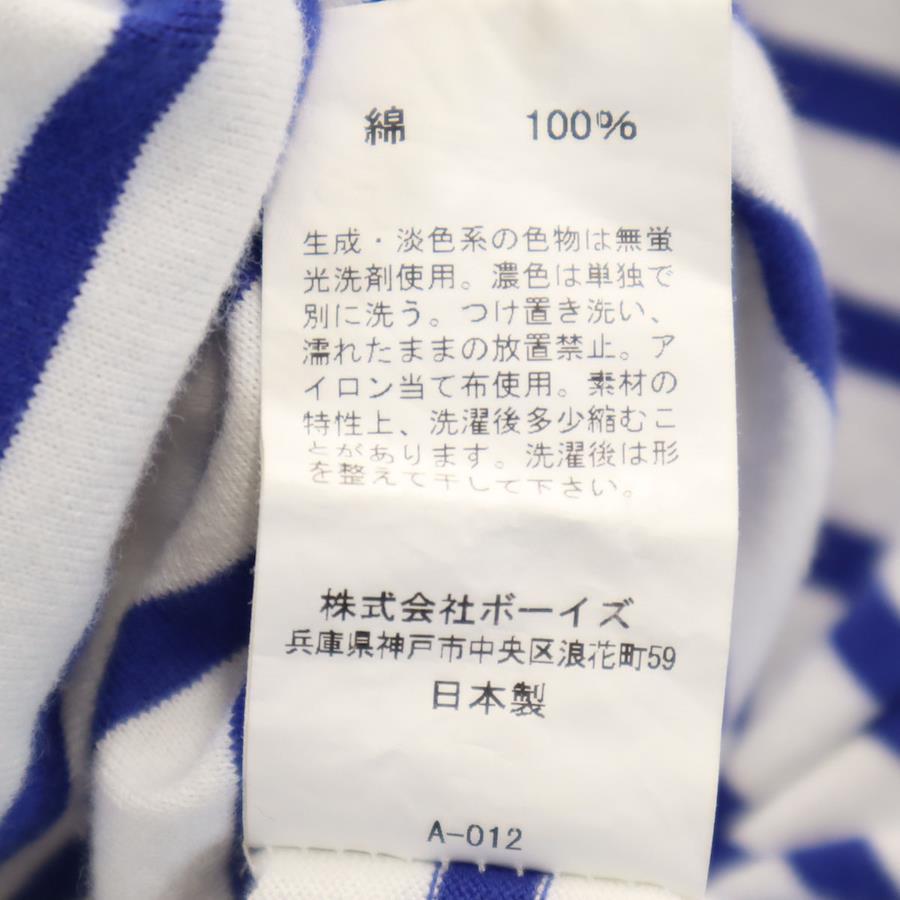 綿 100%
生成・淡色系の色物は無蛍
光洗剤使用。濃色は単独で
別に洗う。つけ置き洗い、
濡れたままの放置禁止。ア
イロン当て布使用。素材の
特性上、洗濯後多少縮むこ
とがあります。洗濯後は形
を整えて干して下さい。
株式会社ボーイズ
兵庫県神戸市中央区浪花町59
日本製
A-012